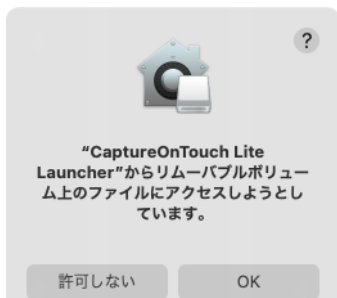 ?
“CaptureOnTouch Lite
Launcher”からリムーバブルボリュー
ム上のファイルにアクセスしようとし
ています。
許可しない
OK